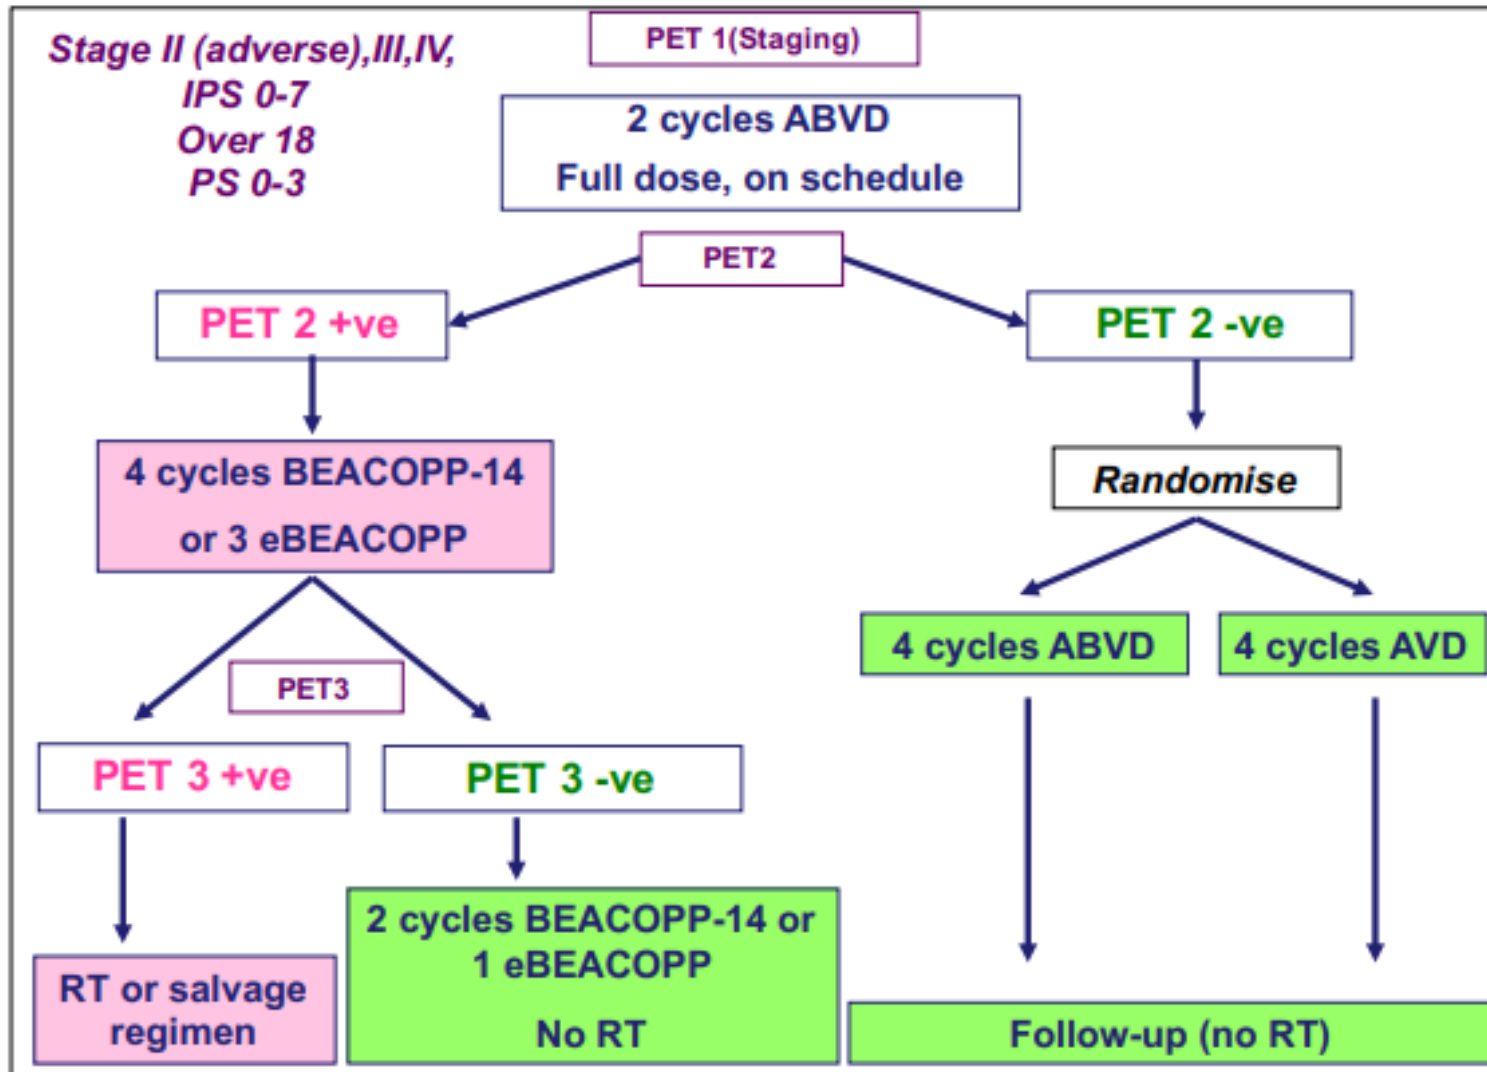 Stage II (adverse),III,IV,
IPS 0-7
Over 18
PS 0-3
PET 1(Staging)
2 cycles ABVD
Full dose, on schedule
PET2
PET 2 +ve
PET 2 -ve
4 cycles BEACOPP-14
or 3 eBEACOPP
Randomise
4 cycles ABVD
4 cycles AVD
PET3
PET 3 +ve
PET 3 -ve
RT or salvage
regimen
2 cycles BEACOPP-14 or
1 eBEACOPP
No RT
Follow-up (no RT)